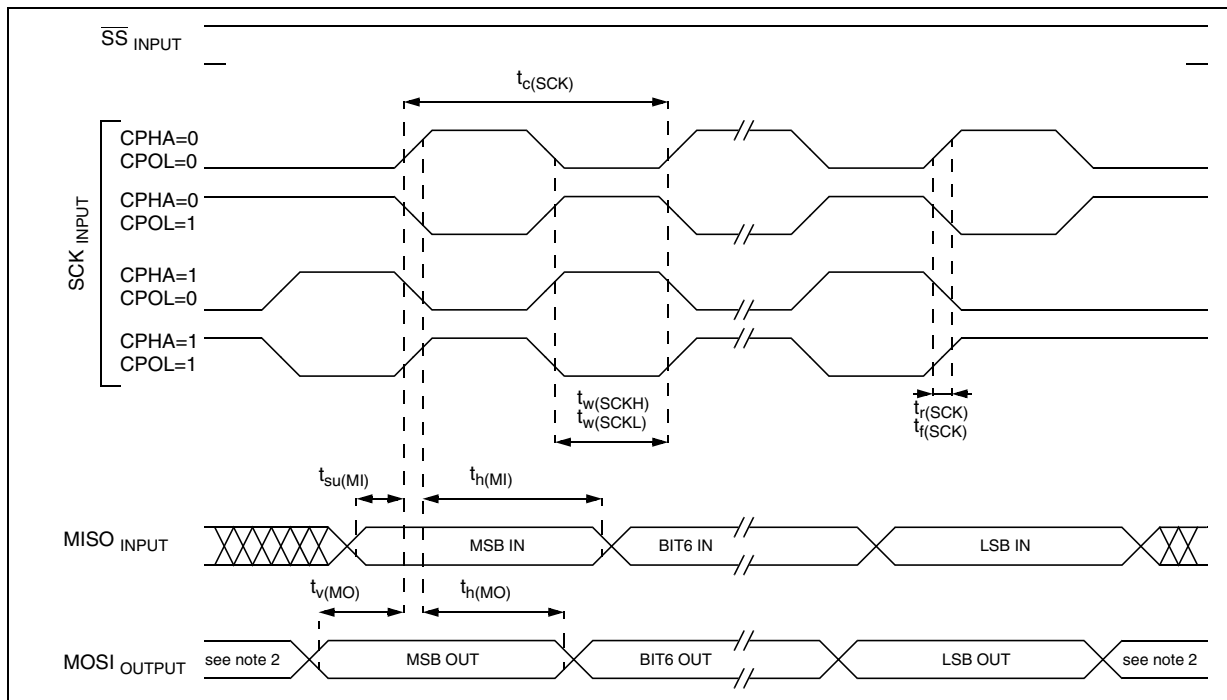 SS INPUT
tc(SCK)
SCK INPUT
CPHA=0
CPOL=0
CPHA=0
CPOL=1
CPHA=1
CPOL=0
CPHA=1
CPOL=1
tw(SCKH)
tw(SCKL)
tr(SCK)
tf(SCK)
tsu(MI)
th(MI)
MISO INPUT
MSB IN
BIT6 IN
LSB IN
tv(MO)
th(MO)
MOSI OUTPUT
see note 2
MSB OUT
BIT6 OUT
LSB OUT
see note 2